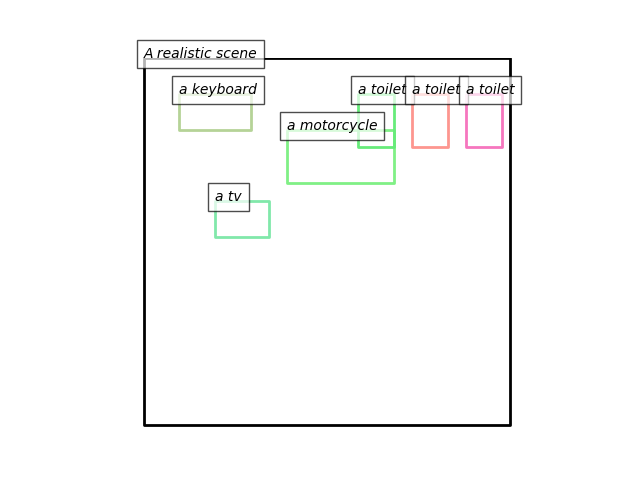 A realistic scene
a keyboard
a toilet
a toilet
a toilet
a motorcycle
a tv